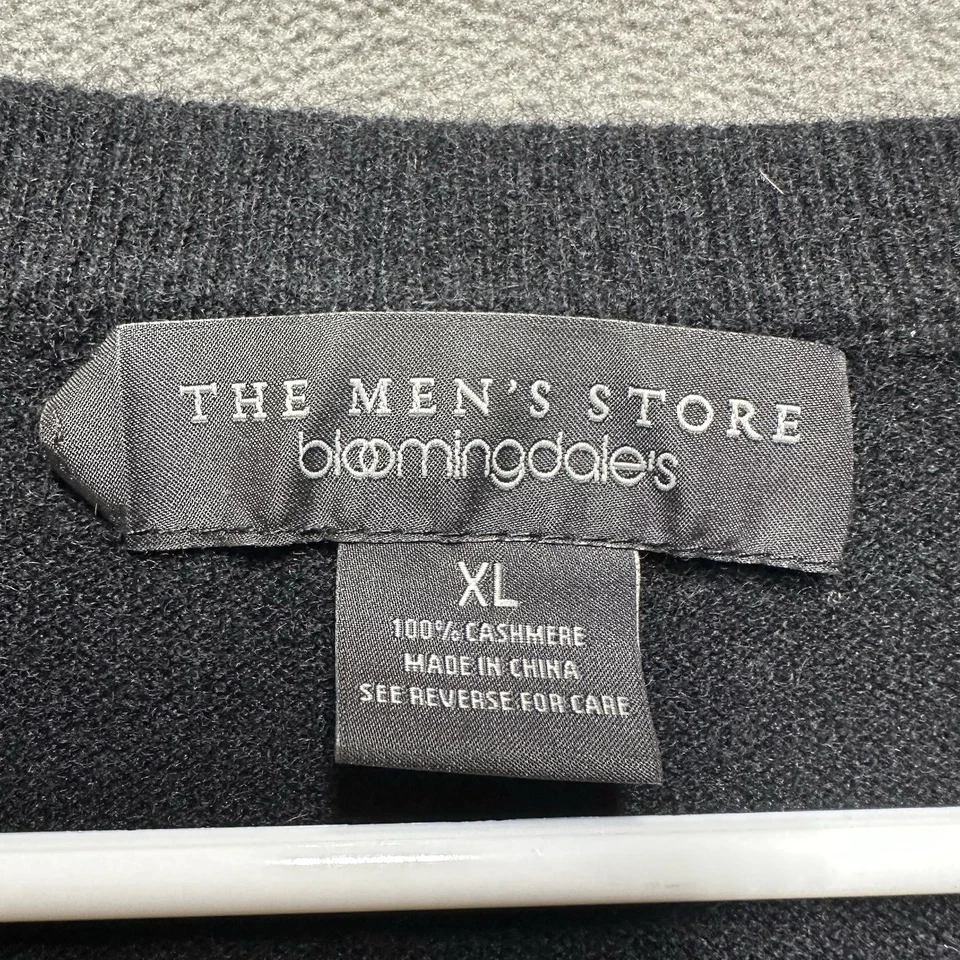 THE MEN'S STORE
bloomingdale's
XL
100% CASHMERE
MADE IN CHINA
SEE REVERSE FOR CARE